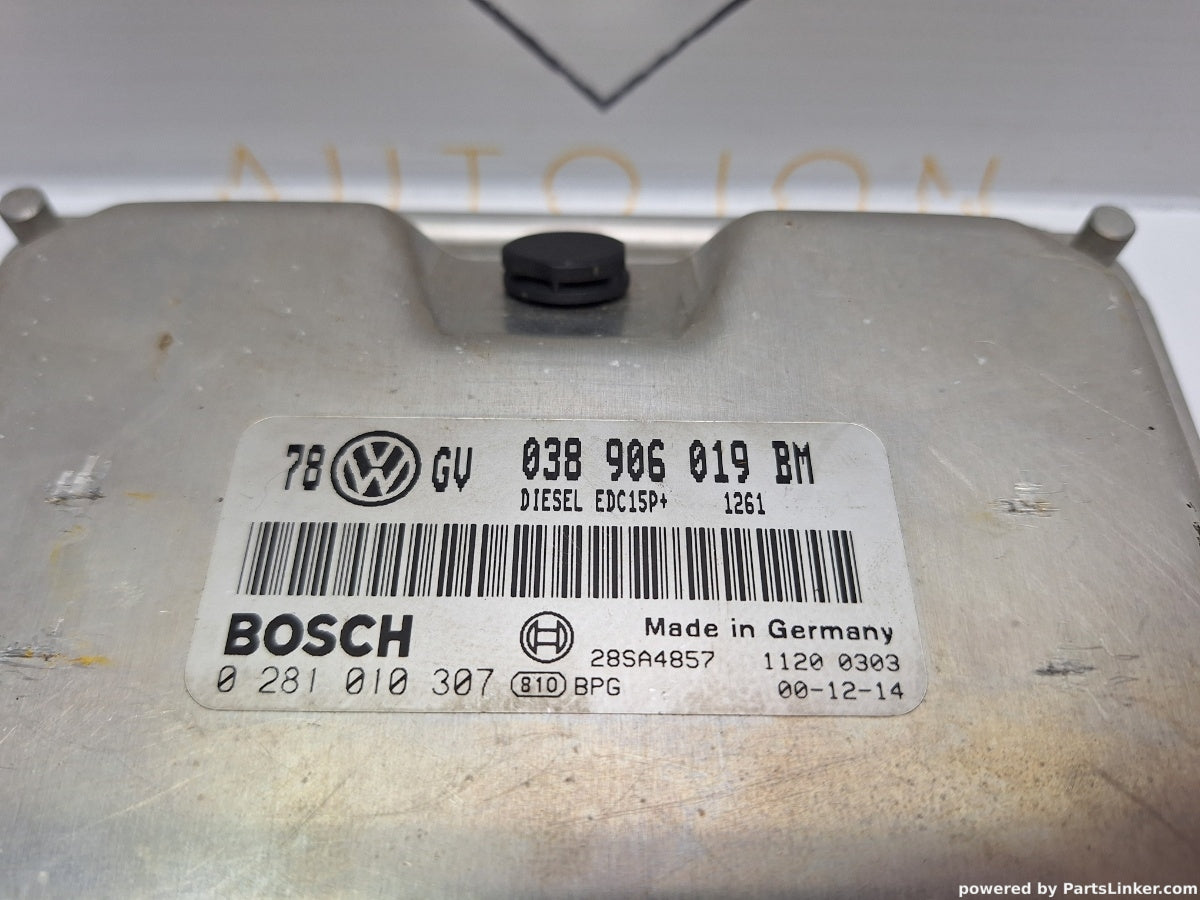 AUTOION
78 GV 038 906 019 BM
DIESEL EDC15P+ 1261
BOSCH
Made in Germany
28SA4857 1120 0303
0 281 010 307 810 BPG 00-12-14
powered by PartsLinker.com